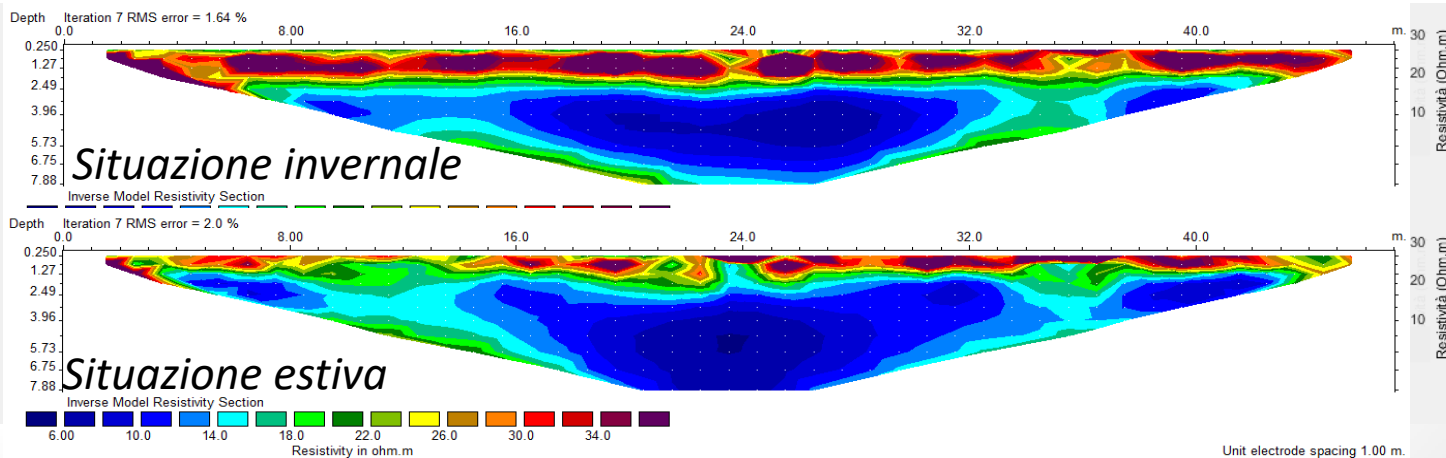 Depth Iteration 7 RMS error = 1.64 %
0.0 8.00 16.0 24.0 32.0 40.0 m.
0.250
1.27
2.49
3.96
5.73
6.75
7.88
30
20
10
Resistività (Ohm.m)
Situazione invernale
Inverse Model Resistivity Section
Depth Iteration 7 RMS error = 2.0 %
0.0 8.00 16.0 24.0 32.0 40.0 m.
0.250
1.27
2.49
3.96
5.73
6.75
7.88
30
20
10
Resistività (Ohm.m)
Situazione estiva
Inverse Model Resistivity Section
6.00 10.0 14.0 18.0 22.0 26.0 30.0 34.0
Resistivity in ohm.m
Unit electrode spacing 1.00 m.